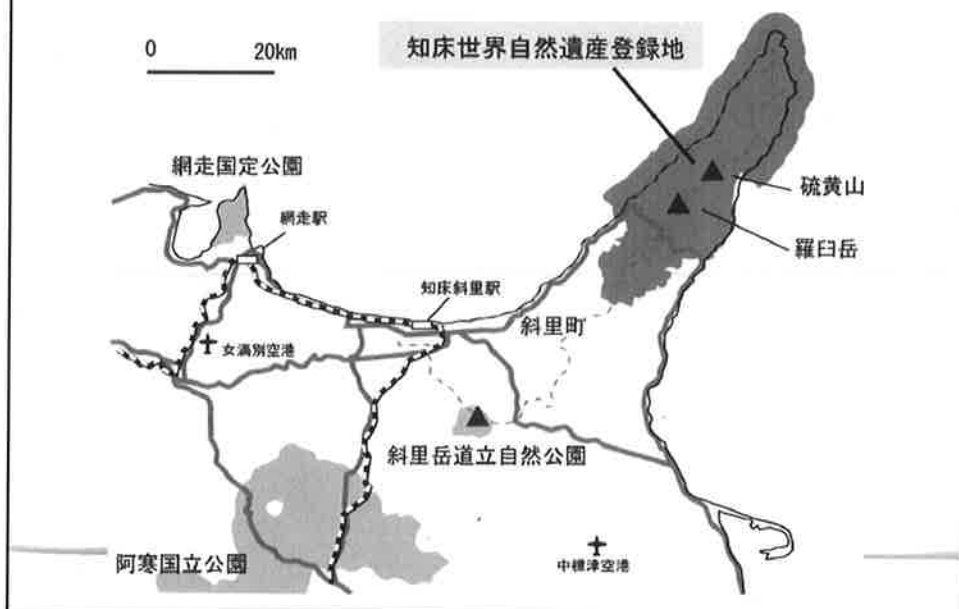 0 20km
知床世界自然遺産登録地
網走国定公園
硫黄山
網走駅
羅臼岳
知床斜里駅
斜里町
女満別空港
斜里岳道立自然公園
阿寒国立公園
中標津空港